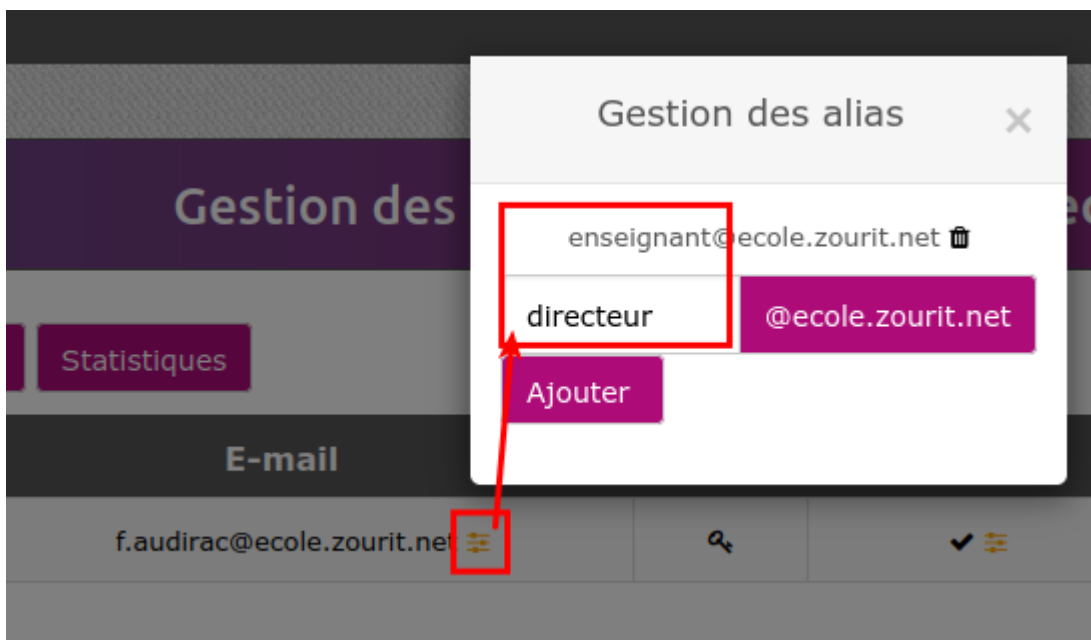 Gestion des alias ×
Gestion des
enseignant@ecole.zourit.net
directeur @ecole.zourit.net
Statistiques
Ajouter
E-mail
f.audirac@ecole.zourit.net